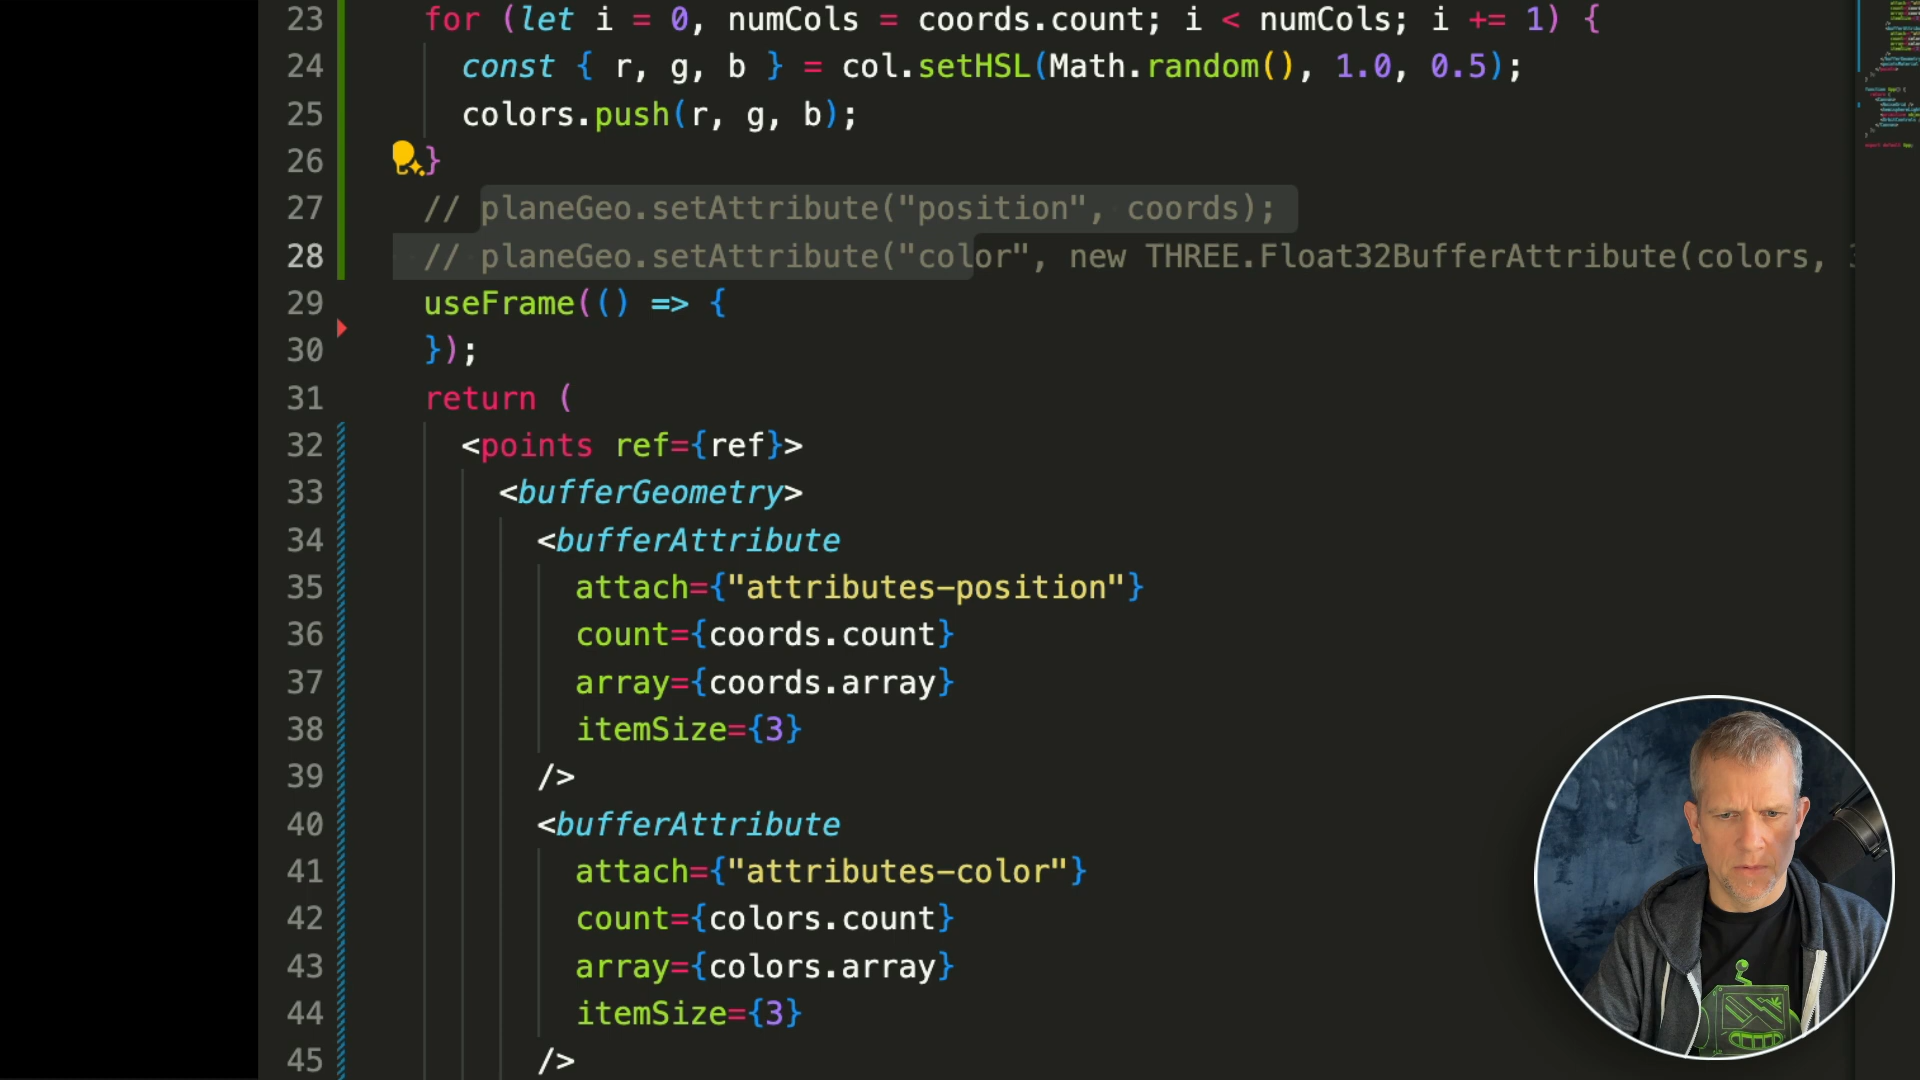 23 for (let i = 0, numCols = coords.count; i < numCols; i += 1) {
24 const { r, g, b } = col.setHSL(Math.random(), 1.0, 0.5);
25 colors.push(r, g, b);
26 }
27 // planeGeo.setAttribute("position", coords);
28 // planeGeo.setAttribute("color", new THREE.Float32BufferAttribute(colors,
29 useFrame(() => {
30 });
31 return (
32 <points ref={ref}>
33 <bufferGeometry>
34 <bufferAttribute
35 attach={"attributes-position"}
36 count={coords.count}
37 array={coords.array}
38 itemSize={3}
39 />
40 <bufferAttribute
41 attach={"attributes-color"}
42 count={colors.count}
43 array={colors.array}
44 itemSize={3}
45 />